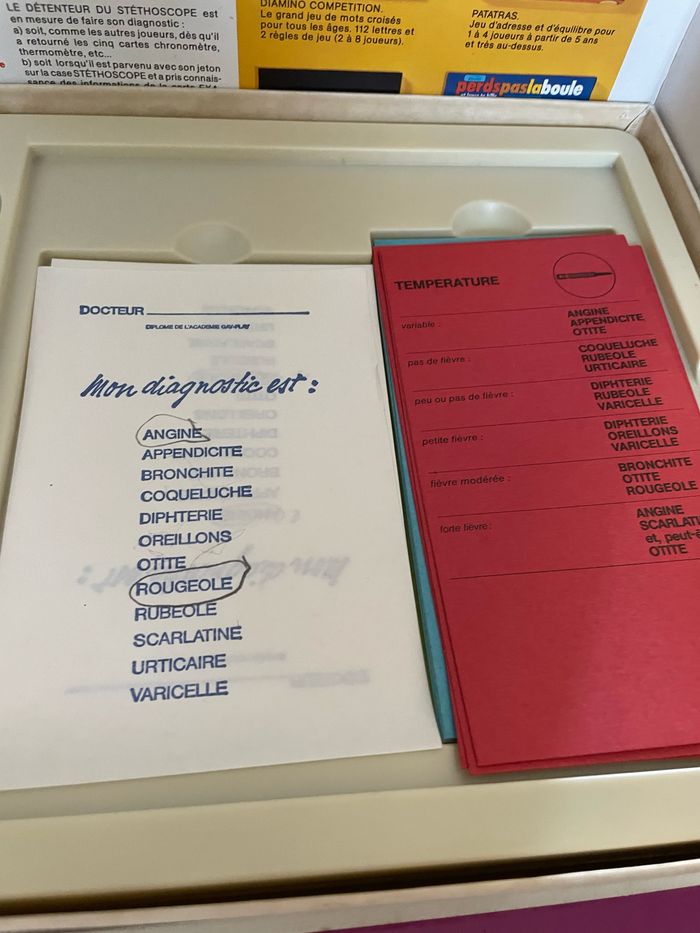 LE DÉTENTEUR DU STÉTHOSCOPE est
en mesure de faire son diagnostic :
a) soit, comme les autres joueurs, dès qu'il
a retourné les cinq cartes chronomètre,
thermomètre, etc...
b) soit lorsqu'il est parvenu avec son jeton
sur la case STÉTHOSCOPE et a pris connais-
sance des informations de la carte
DIAMINO COMPETITION.
Le grand jeu de mots croisés
pour tous les âges. 112 lettres et
2 règles de jeu (2 à 8 joueurs).
PATATRAS.
Jeu d'adresse et d'équilibre pour
1 à 4 joueurs à partir de 5 ans
et très au-dessus.
perdspaslaboule
DOCTEUR
DIPLOME DE L'ACADEMIE GAY-PLAY
Mon diagnostic est :
ANGINE
APPENDICITE
BRONCHITE
COQUELUCHE
DIPHTERIE
OREILLONS
OTITE
ROUGEOLE
RUBEOLE
SCARLATINE
URTICAIRE
VARICELLE
TEMPERATURE
variable :
ANGINE
APPENDICITE
OTITE
pas de fièvre :
COQUELUCHE
RUBEOLE
URTICAIRE
peu ou pas de fièvre :
DIPHTERIE
RUBEOLE
VARICELLE
petite fièvre :
DIPHTERIE
OREILLONS
VARICELLE
fièvre modérée :
BRONCHITE
OTITE
ROUGEOLE
forte fièvre :
ANGINE
SCARLATI
et, peut-ê
OTITE